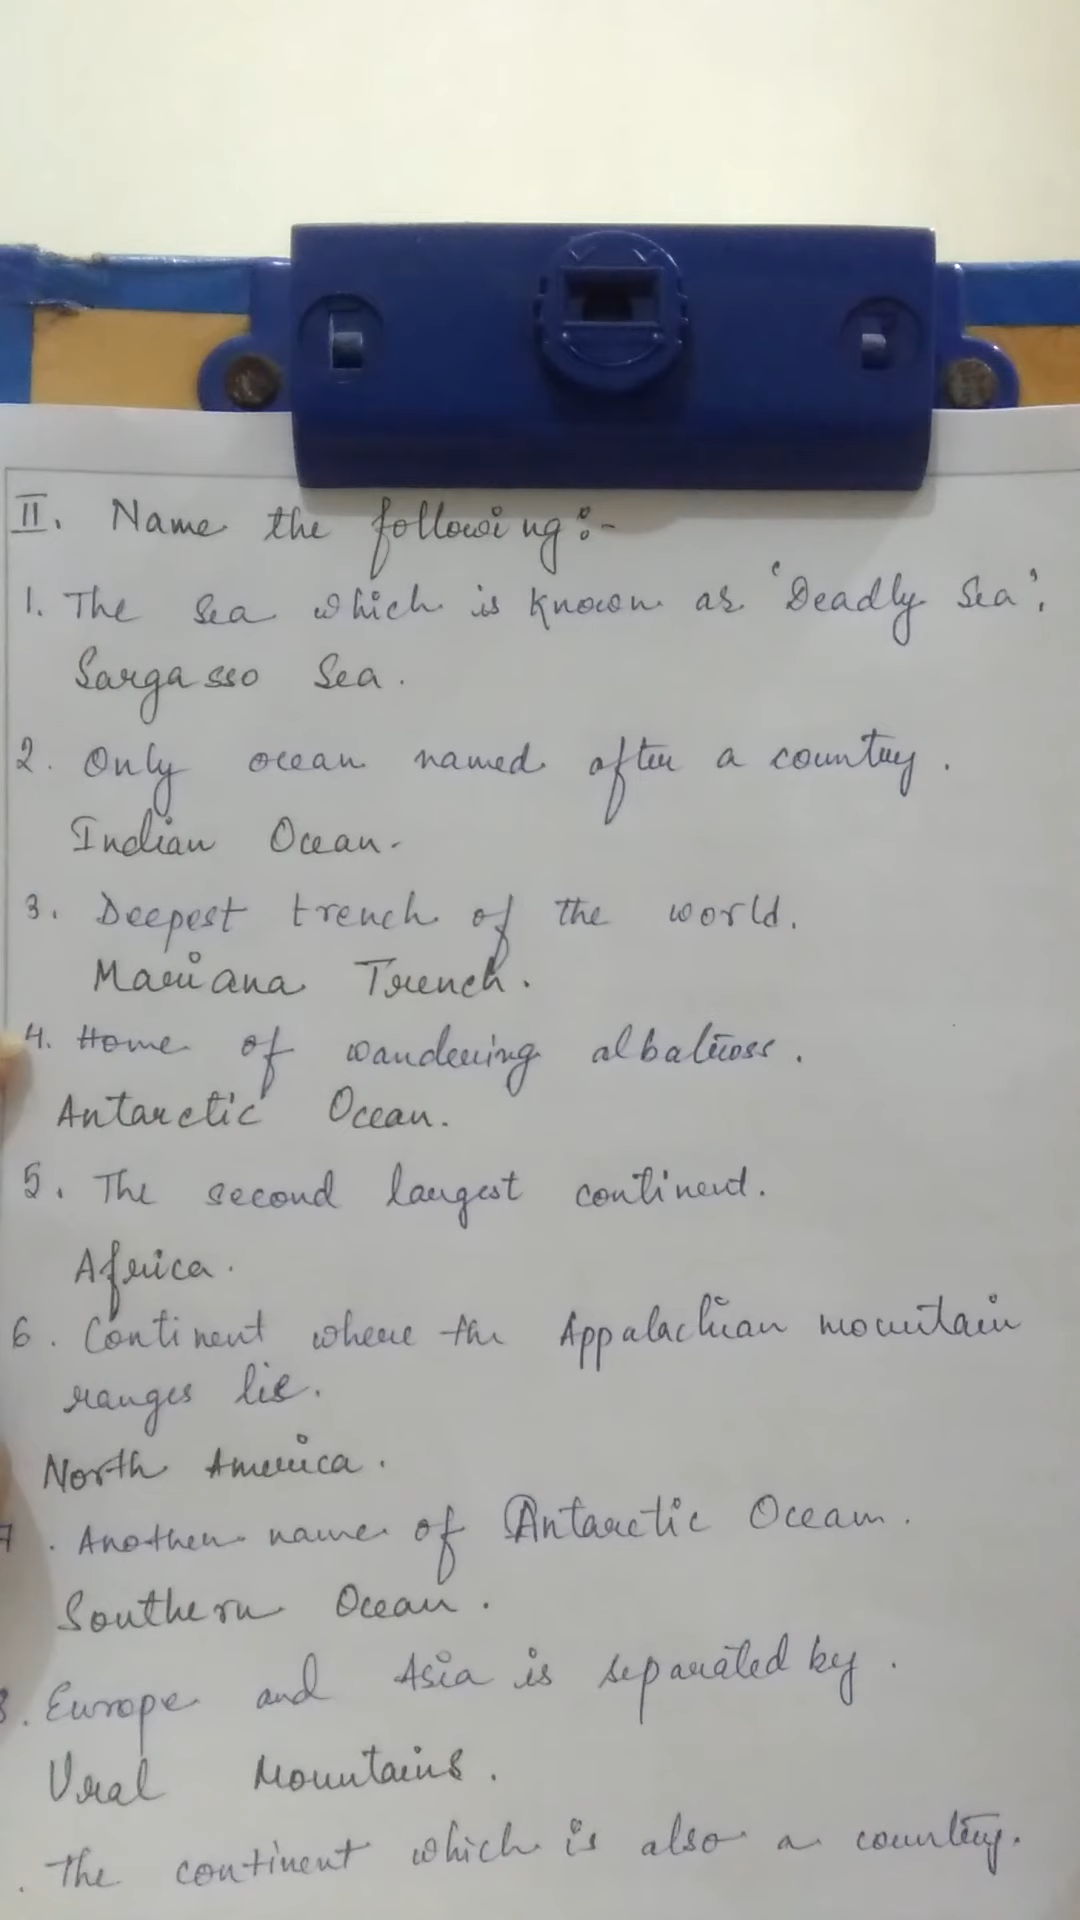 II. Name the following:-
1. The Sea which is known as 'Deadly Sea'.
Sargasso Sea.
2. Only ocean named after a country.
Indian Ocean.
3. Deepest trench of the world.
Mariana Trench.
4. Home of wandering albatross.
Antarctic Ocean.
5. The second largest continent.
Africa.
6. Continent where the Appalachian mountain
ranges lie.
North America.
7. Another name of Antarctic Ocean.
Southern Ocean.
8. Europe and Asia is separated by.
Ural Mountains.
. The continent which is also a country.